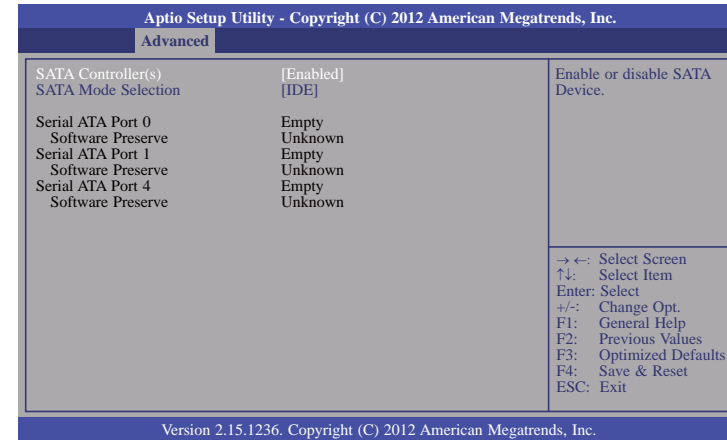 Aptio Setup Utility - Copyright (C) 2012 American Megatrends, Inc.
Advanced
SATA Controller(s) [Enabled]
SATA Mode Selection [IDE]
Serial ATA Port 0 Empty
Software Preserve Unknown
Serial ATA Port 1 Empty
Software Preserve Unknown
Serial ATA Port 4 Empty
Software Preserve Unknown
Enable or disable SATA
Device.
→ ←: Select Screen
↑↓: Select Item
Enter: Select
+/-: Change Opt.
F1: General Help
F2: Previous Values
F3: Optimized Defaults
F4: Save & Reset
ESC: Exit
Version 2.15.1236. Copyright (C) 2012 American Megatrends, Inc.